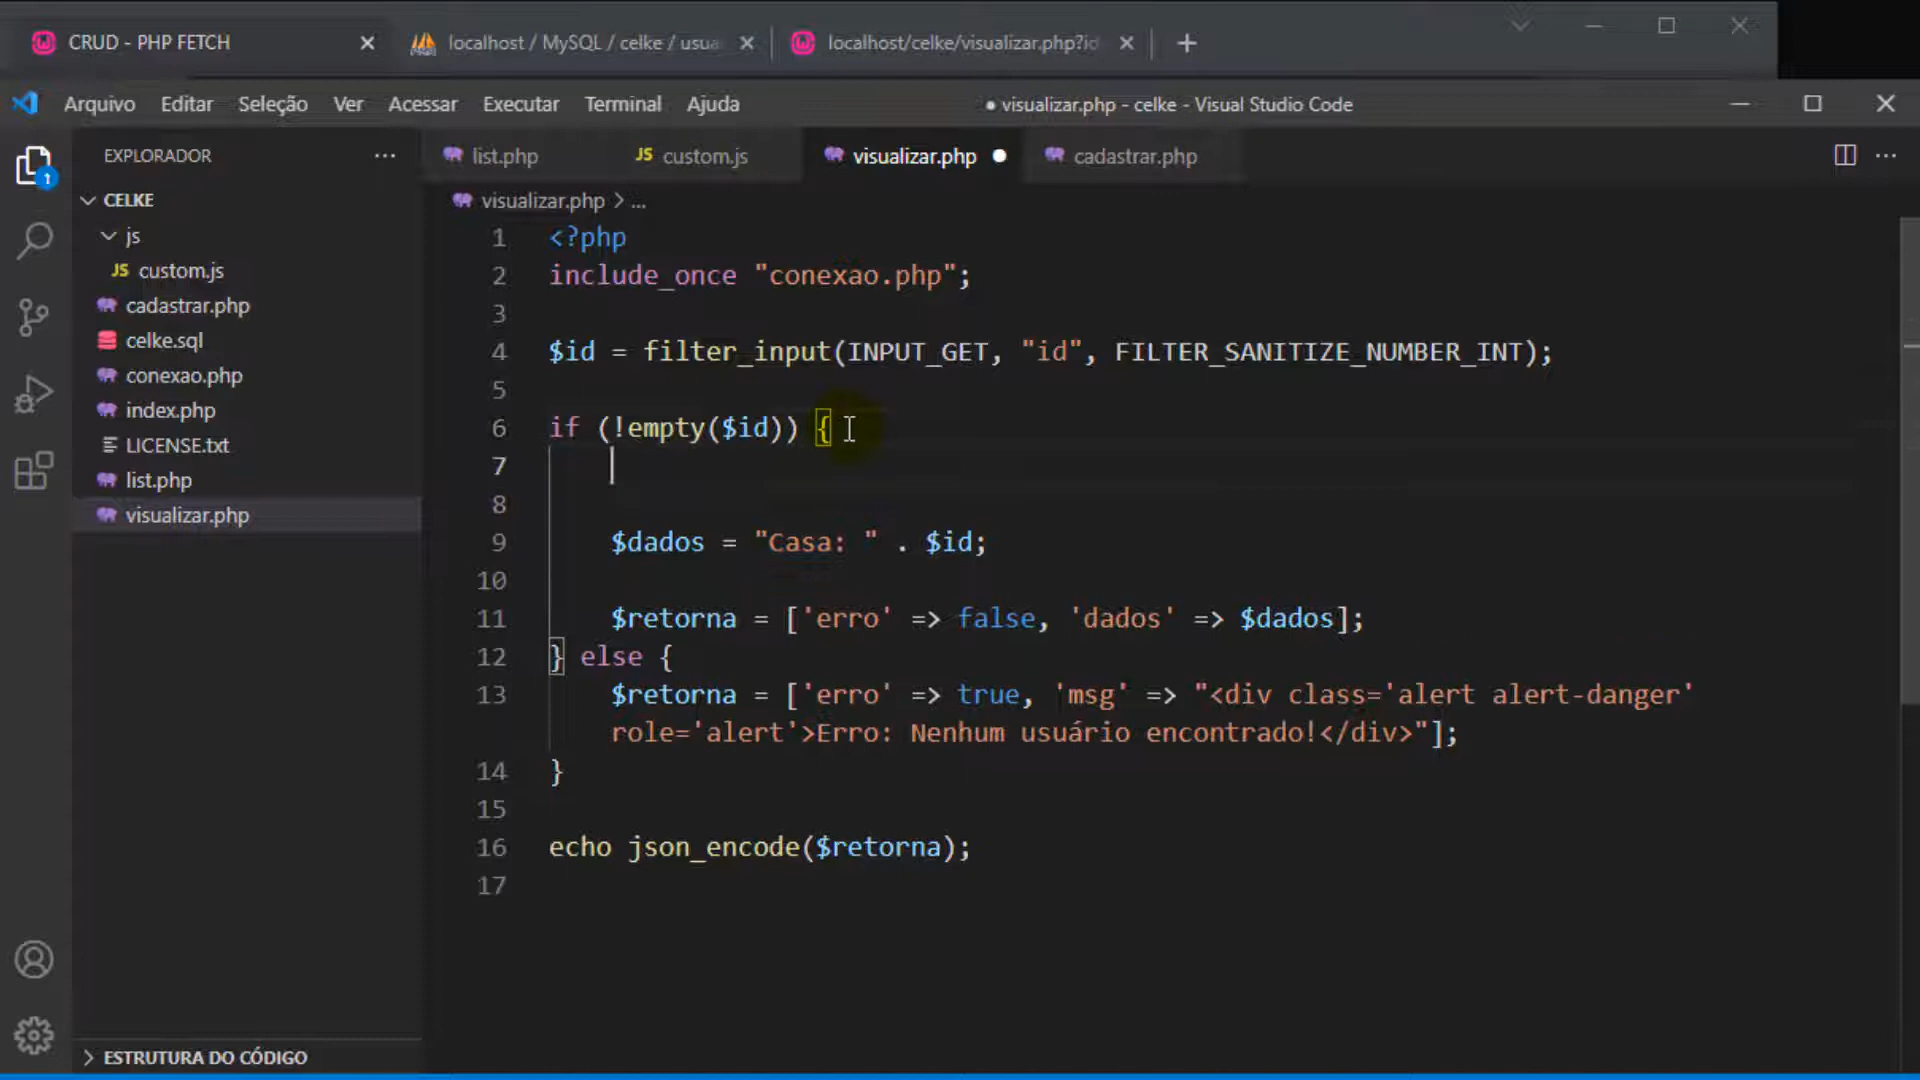 CRUD - PHP FETCH
localhost / MySQL / celke / usua
localhost/celke/visualizar.php?id
Arquivo Editar Seleção Ver Acessar Executar Terminal Ajuda
● visualizar.php - celke - Visual Studio Code
EXPLORADOR
list.php
JS custom.js
visualizar.php
cadastrar.php
CELKE
js
JS custom.js
cadastrar.php
celke.sql
conexao.php
index.php
LICENSE.txt
list.php
visualizar.php
ESTRUTURA DO CÓDIGO
1
visualizar.php > ...
1 <?php
2 include_once "conexao.php";
3
4 $id = filter_input(INPUT_GET, "id", FILTER_SANITIZE_NUMBER_INT);
5
6 if (!empty($id)) {
7
8
9 $dados = "Casa: " . $id;
10
11 $retorna = ['erro' => false, 'dados' => $dados];
12 } else {
13 $retorna = ['erro' => true, 'msg' => "<div class='alert alert-danger'
role='alert'>Erro: Nenhum usuário encontrado!</div>"];
14 }
15
16 echo json_encode($retorna);
17